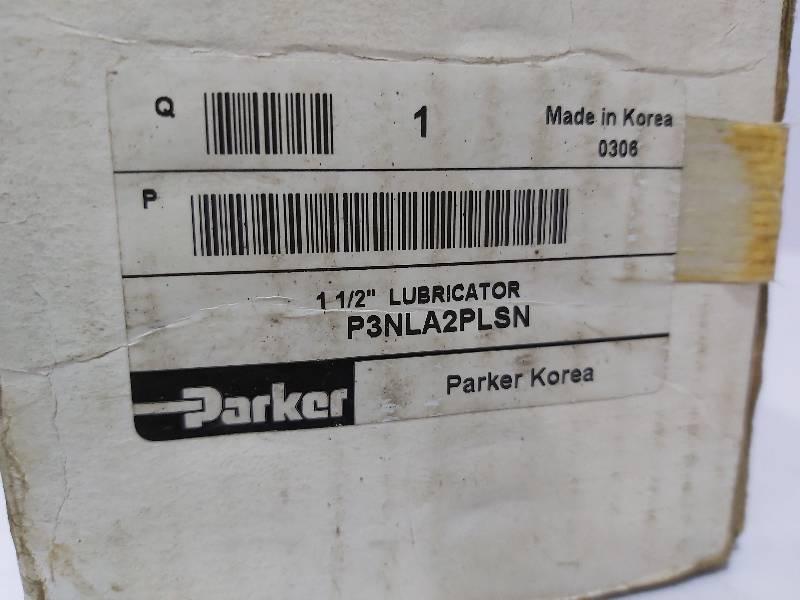 Q 1 Made in Korea
0306
P
1 1/2" LUBRICATOR
P3NLA2PLSN
Parker Parker Korea